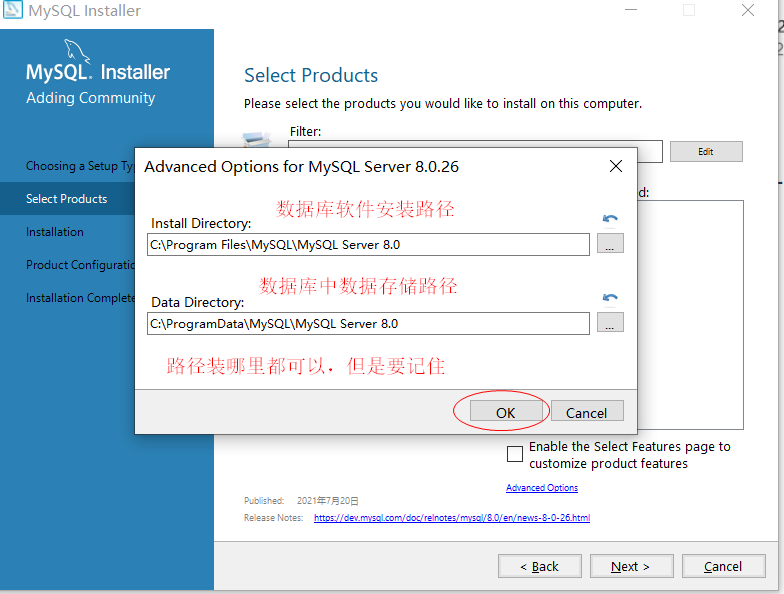 MySQL Installer
MySQL. Installer
Adding Community
Choosing a Setup Ty
Select Products
Installation
Product Configuratio
Installation Complete
Select Products
Please select the products you would like to install on this computer.
Filter:
Edit
d:
Advanced Options for MySQL Server 8.0.26
数据库软件安装路径
Install Directory:
C:\Program Files\MySQL\MySQL Server 8.0
...
数据库中数据存储路径
Data Directory:
C:\ProgramData\MySQL\MySQL Server 8.0
...
路径装哪里都可以，但是要记住
OK
Cancel
Enable the Select Features page to
customize product features
Advanced Options
Published: 2021年7月20日
Release Notes: https://dev.mysql.com/doc/relnotes/mysql/8.0/en/news-8-0-26.html
< Back
Next >
Cancel